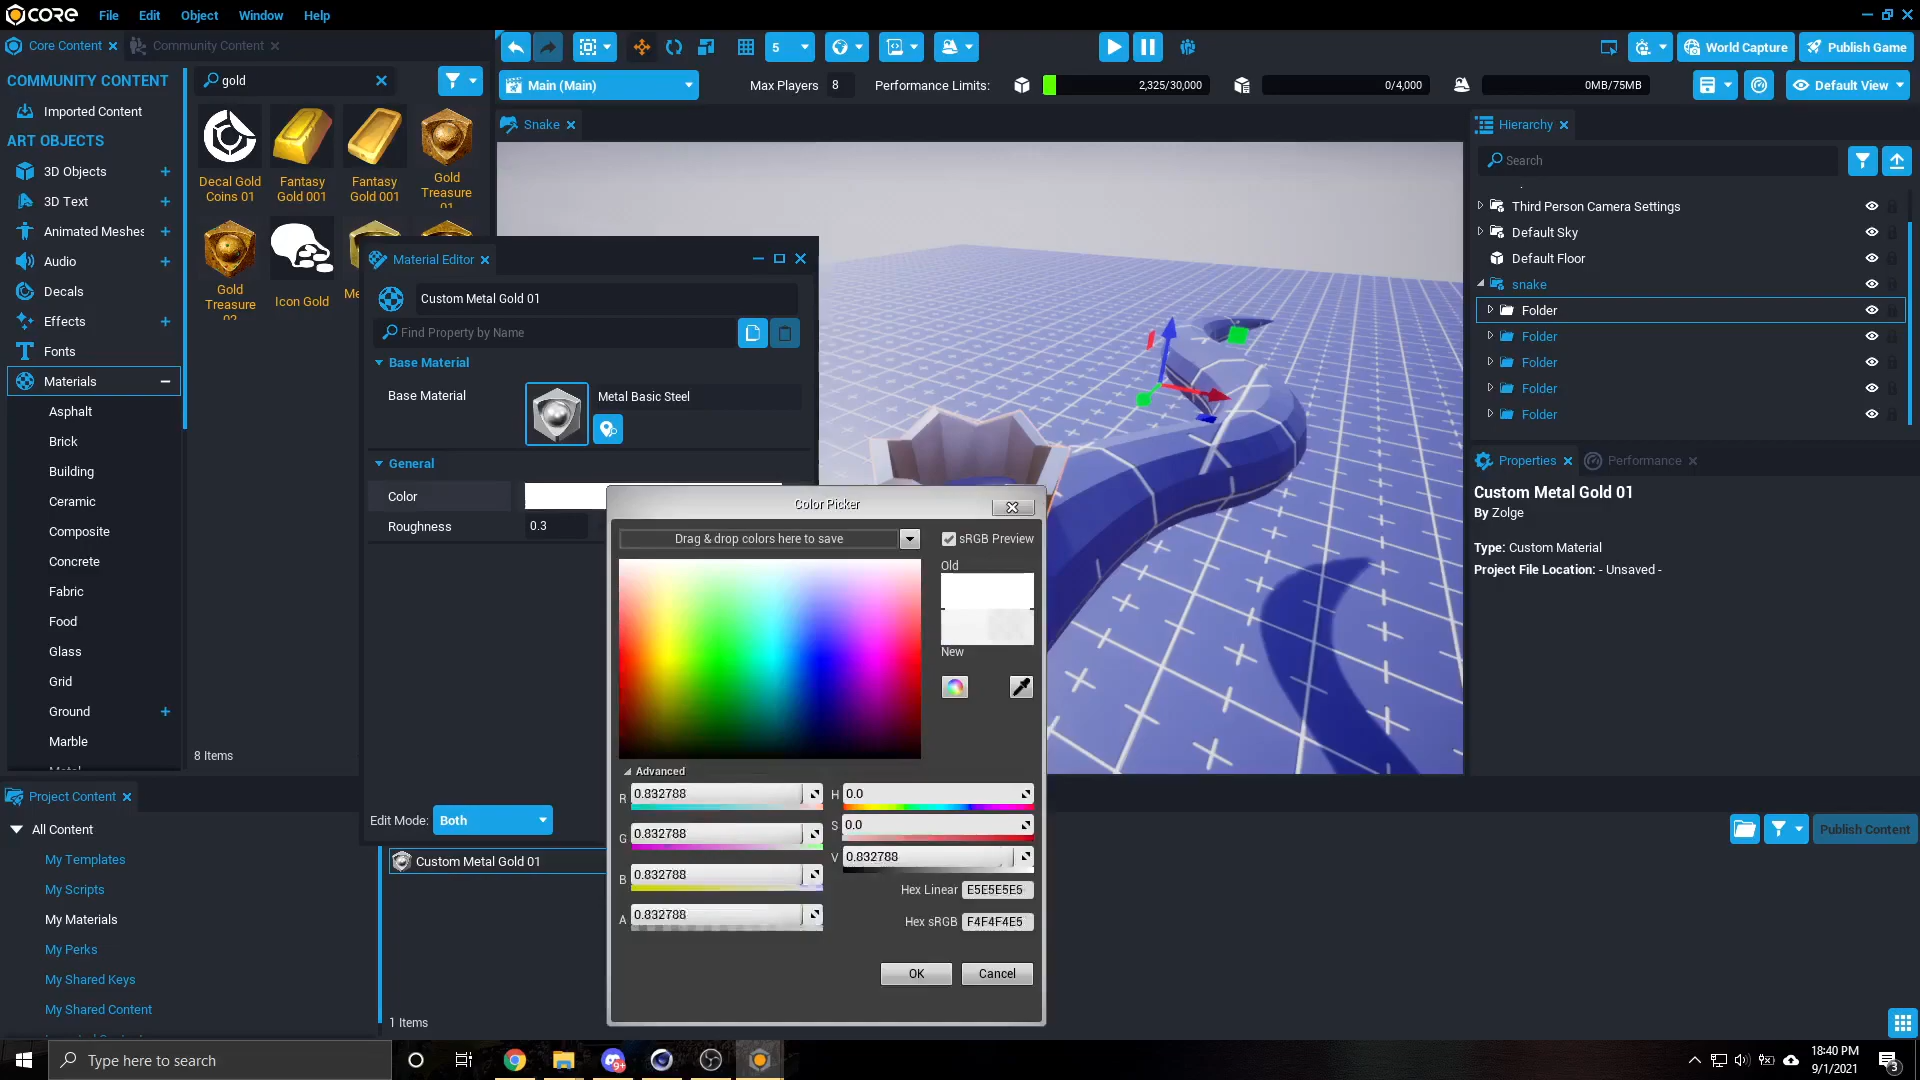 CORE
File
Edit
Object
Window
Help
Core Content
Community Content
COMMUNITY CONTENT
Imported Content
ART OBJECTS
3D Objects
3D Text
Animated Meshes
Audio
Decals
Effects
Fonts
Materials
Asphalt
Brick
Building
Ceramic
Composite
Concrete
Fabric
Food
Glass
Grid
Ground
Marble
gold
Decal Gold
Coins 01
Fantasy
Gold 001
Fantasy
Gold 001
Gold
Treasure
01
Gold
Treasure
02
Icon Gold
8 Items
5
World Capture
Publish Game
Main (Main)
Max Players 8
Performance Limits:
2,325/30,000
0/4,000
0MB/75MB
Default View
Snake
Material Editor
Custom Metal Gold 01
Find Property by Name
Base Material
Base Material
Metal Basic Steel
General
Color
Roughness
0.3
Edit Mode:
Both
Color Picker
Drag & drop colors here to save
sRGB Preview
Old
New
Advanced
R 0.832788
G 0.832788
B 0.832788
A 0.832788
H 0.0
S 0.0
V 0.832788
Hex Linear E5E5E5E5
Hex sRGB F4F4F4E5
OK
Cancel
Hierarchy
Search
Third Person Camera Settings
Default Sky
Default Floor
snake
Folder
Folder
Folder
Folder
Folder
Properties
Performance
Custom Metal Gold 01
By Zolge
Type: Custom Material
Project File Location: - Unsaved -
Project Content
All Content
My Templates
My Scripts
My Materials
My Perks
My Shared Keys
My Shared Content
Custom Metal Gold 01
1 Items
Publish Content
Type here to search
9+
18:40 PM
9/1/2021
3